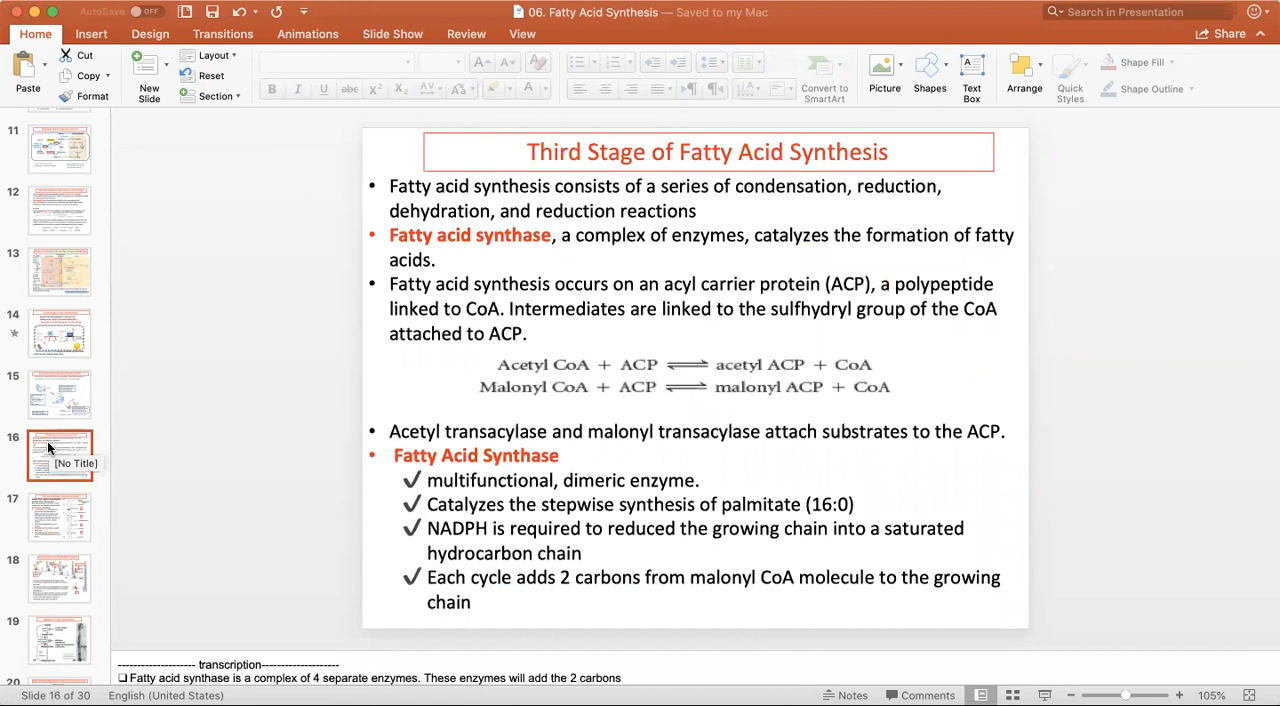 AutoSave OFF
06. Fatty Acid Synthesis — Saved to my Mac
Search in Presentation
Home Insert Design Transitions Animations Slide Show Review View
Share
Paste
Cut
Copy
Format
New Slide
Layout
Reset
Section
Convert to SmartArt
Picture
Shapes
Text Box
Arrange
Quick Styles
Shape Fill
Shape Outline
11
12
13
14
15
16
[No Title]
17
18
19
20
Third Stage of Fatty Acid Synthesis
• Fatty acid synthesis consists of a series of condensation, reduction,
dehydration, and reduction reactions
• Fatty acid synthase, a complex of enzymes catalyzes the formation of fatty
acids.
• Fatty acid synthesis occurs on an acyl carrier protein (ACP), a polypeptide
linked to CoA. Intermediates are linked to the sulfhydyl group of the CoA
attached to ACP.
Acetyl CoA + ACP ⇌ acetyl ACP + CoA
Malonyl CoA + ACP ⇌ malonyl ACP + CoA
• Acetyl transacylase and malonyl transacylase attach substrates to the ACP.
• Fatty Acid Synthase
✓ multifunctional, dimeric enzyme.
✓ Catalyzes the stepwise synthesis of palmitate (16:0)
✓ NADPH is required to reduced the growing chain into a saturated
hydrocarbon chain
✓ Each cycle adds 2 carbons from malonyl CoA molecule to the growing
chain
-------------------- transcription--------------------
❑ Fatty acid synthase is a complex of 4 separate enzymes. These enzymes will add the 2 carbons
Slide 16 of 30 English (United States)
Notes Comments 105%